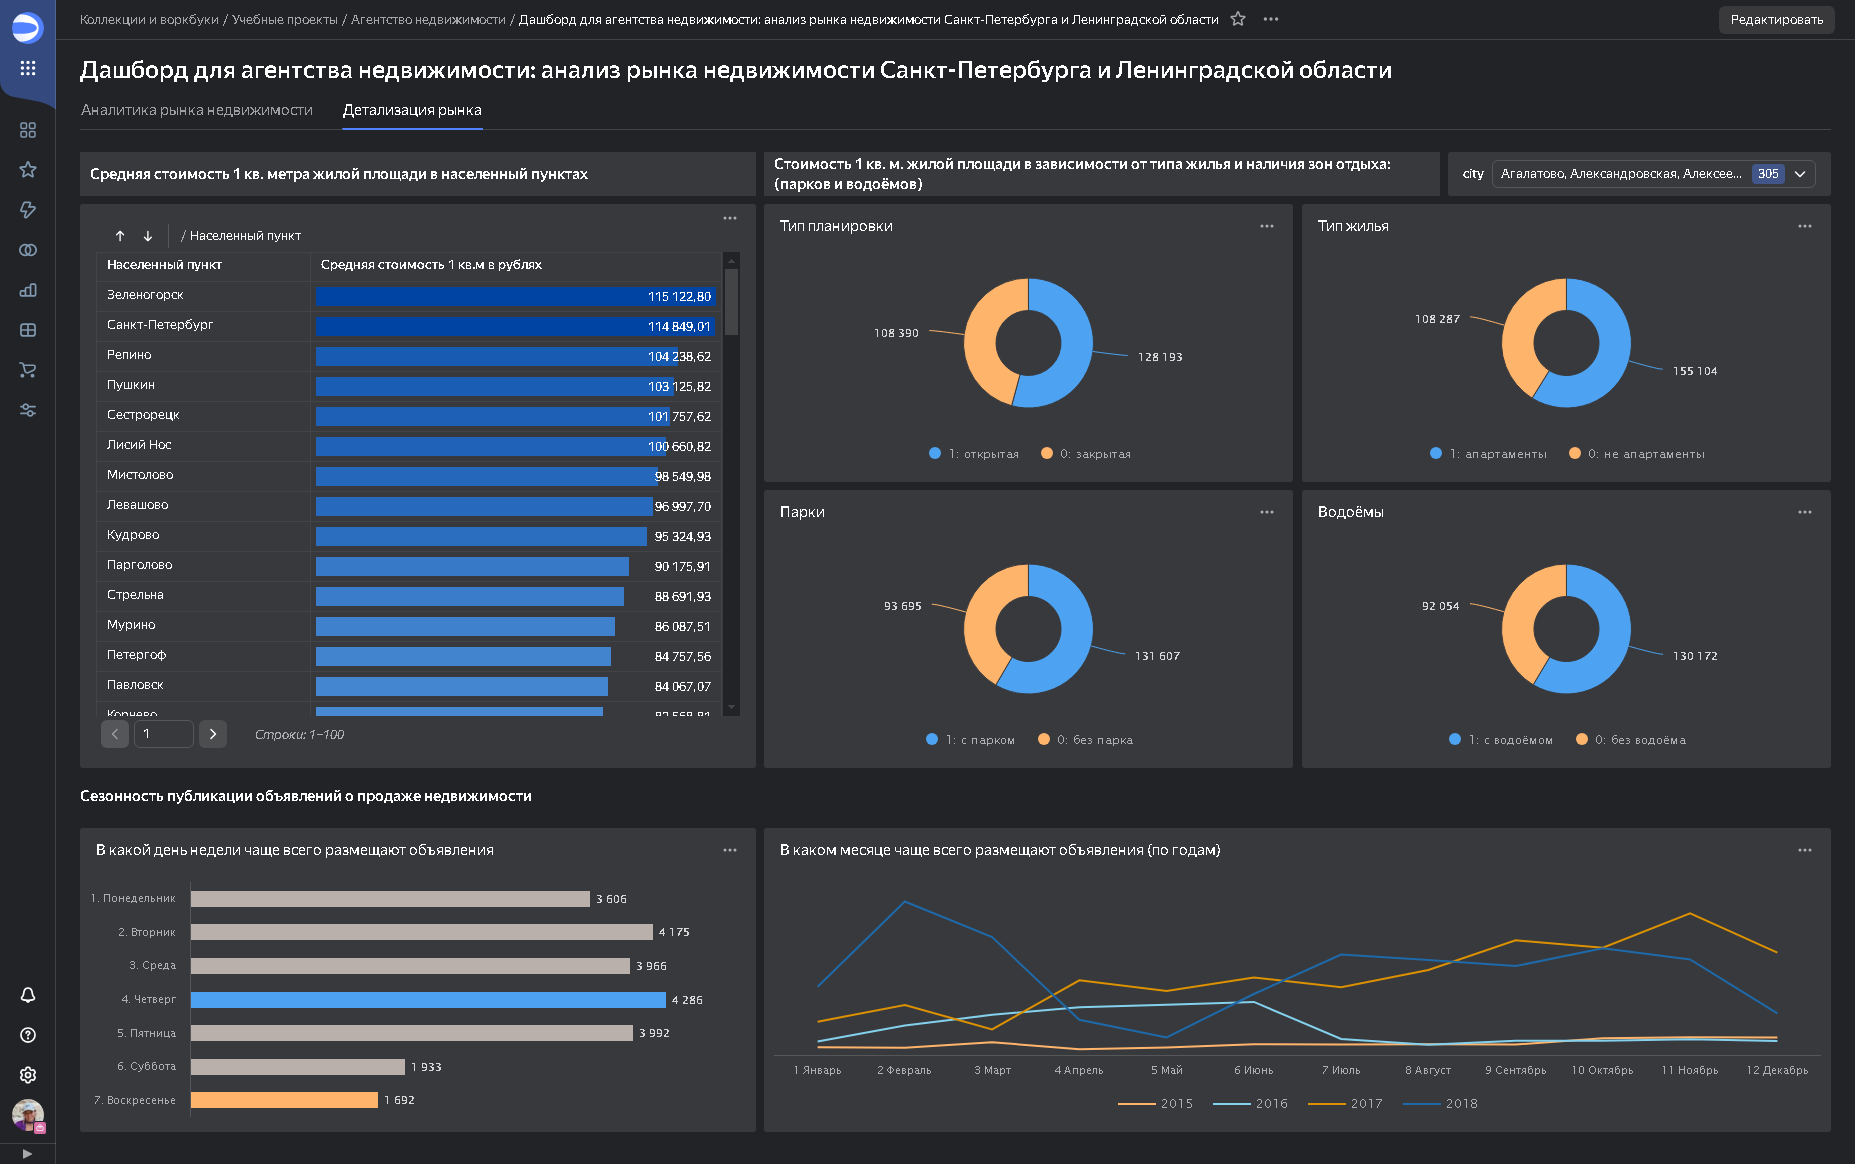 Коллекции и воркбуки / Учебные проекты / Агентство недвижимости / Дашборд для агентства недвижимости: анализ рынка недвижимости Санкт-Петербурга и Ленинградской области
Редактировать
Дашборд для агентства недвижимости: анализ рынка недвижимости Санкт-Петербурга и Ленинградской области
Аналитика рынка недвижимости
Детализация рынка
Средняя стоимость 1 кв. метра жилой площади в населенный пунктах
Стоимость 1 кв. м. жилой площади в зависимости от типа жилья и наличия зон отдыха:
(парков и водоёмов)
city
Агалатово, Александровская, Алексее...
305
/ Населенный пункт
Населенный пункт
Средняя стоимость 1 кв.м в рублях
Зеленогорск 115 122,80
Санкт-Петербург 114 849,01
Репино 104 238,62
Пушкин 103 125,82
Сестрорецк 101 757,62
Лисий Нос 100 660,82
Мистолово 98 549,98
Левашово 96 997,70
Кудрово 95 324,93
Парголово 90 175,91
Стрельна 88 691,93
Мурино 86 087,51
Петергоф 84 757,56
Павловск 84 067,07
Корнево
1
Строки: 1–100
Тип планировки
108 390
128 193
1: открытая
0: закрытая
Тип жилья
108 287
155 104
1: апартаменты
0: не апартаменты
Парки
93 695
131 607
1: с парком
0: без парка
Водоёмы
92 054
130 172
1: с водоёмом
0: без водоёма
Сезонность публикации объявлений о продаже недвижимости
В какой день недели чаще всего размещают объявления
1. Понедельник 3 606
2. Вторник 4 175
3. Среда 3 966
4. Четверг 4 286
5. Пятница 3 992
6. Суббота 1 933
7. Воскресенье 1 692
В каком месяце чаще всего размещают объявления (по годам)
1 Январь 2 Февраль 3 Март 4 Апрель 5 Май 6 Июнь 7 Июль 8 Август 9 Сентябрь 10 Октябрь 11 Ноябрь 12 Декабрь
2015 2016 2017 2018